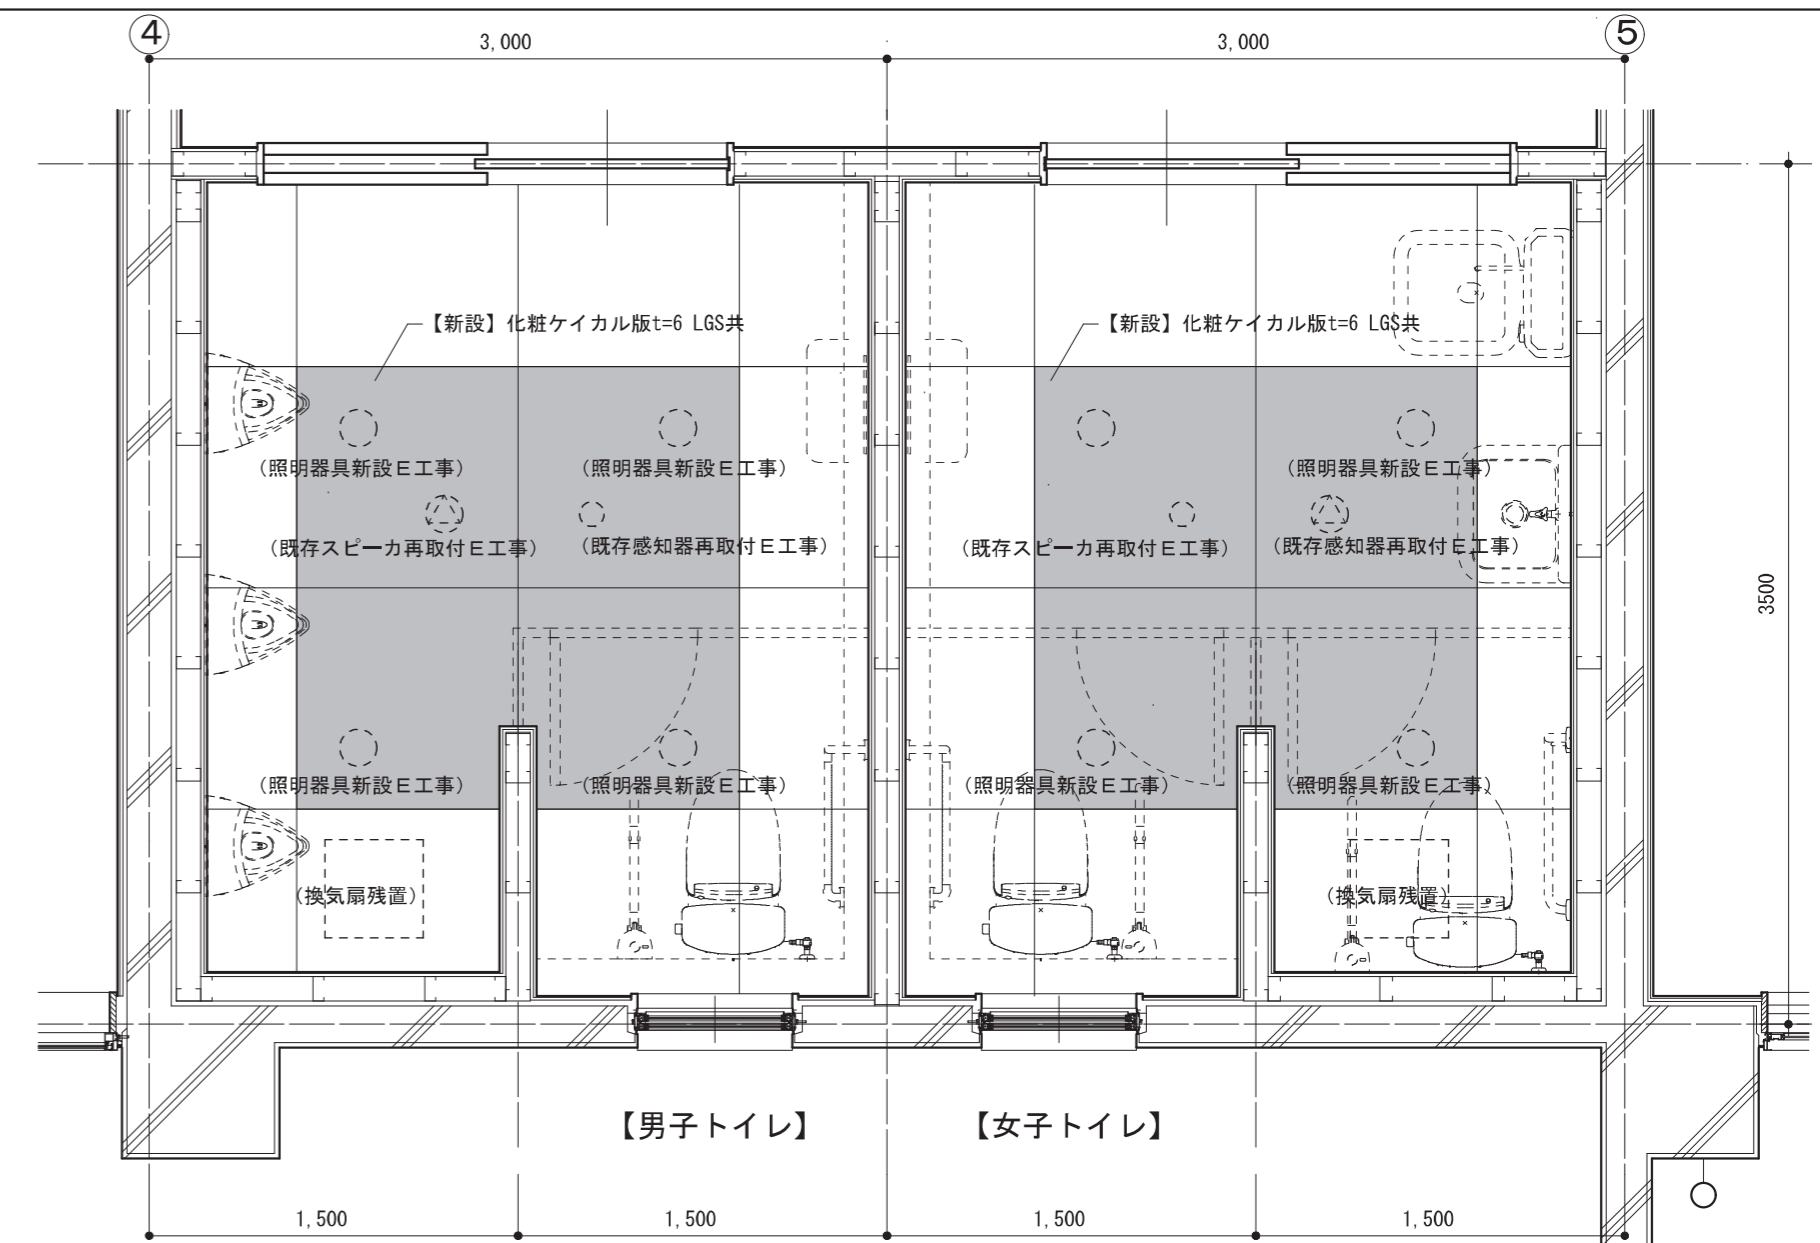 ④ 3,000 3,000 ⑤
【新設】化粧ケイカル版t=6 LGS共 【新設】化粧ケイカル版t=6 LGS共
(照明器具新設E工事) (照明器具新設E工事) (照明器具新設E工事)
(既存スピーカ再取付E工事) (既存感知器再取付E工事) (既存スピーカ再取付E工事) (既存感知器再取付E工事)
3500
(照明器具新設E工事) (照明器具新設E工事) (照明器具新設E工事) (照明器具新設E工事)
(換気扇残置) (換気扇残置)
【男子トイレ】 【女子トイレ】
1,500 1,500 1,500 1,500